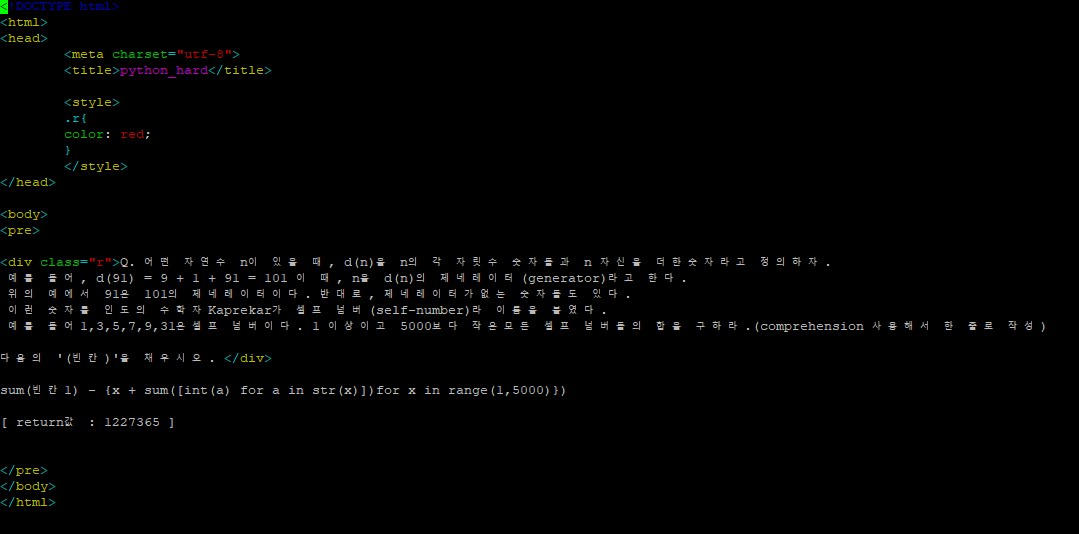 <!DOCTYPE html>
<html>
<head>
<meta charset="utf-8">
<title>python_hard</title>
<style>
.r{
color: red;
}
</style>
</head>
<body>
<pre>
<div class="r">Q. 어떤 자연수 n이 있을 때, d(n)을 n의 각 자릿수 숫자들과 n 자신을 더한숫자라고 정의하자.
예를 들어, d(91) = 9 + 1 + 91 = 101 이 때, n을 d(n)의 제네레이터(generator)라고 한다.
위의 예에서 91은 101의 제네레이터이다. 반대로, 제네레이터가없는 숫자들도 있다.
이런 숫자를 인도의 수학자Kaprekar가 셀프 넘버(self-number)라 이름을 붙였다.
예를 들어1,3,5,7,9,31은셀프 넘버이다. 1이상이고 5000보다 작은모든 셀프 넘버들의 합을 구하라.(comprehension 사용해서 한 줄로 작성)
다음의 '(빈칸)'을 채우시오. </div>
sum(빈칸1) - {x + sum([int(a) for a in str(x)])for x in range(1,5000)})
[ return값 : 1227365 ]
</pre>
</body>
</html>